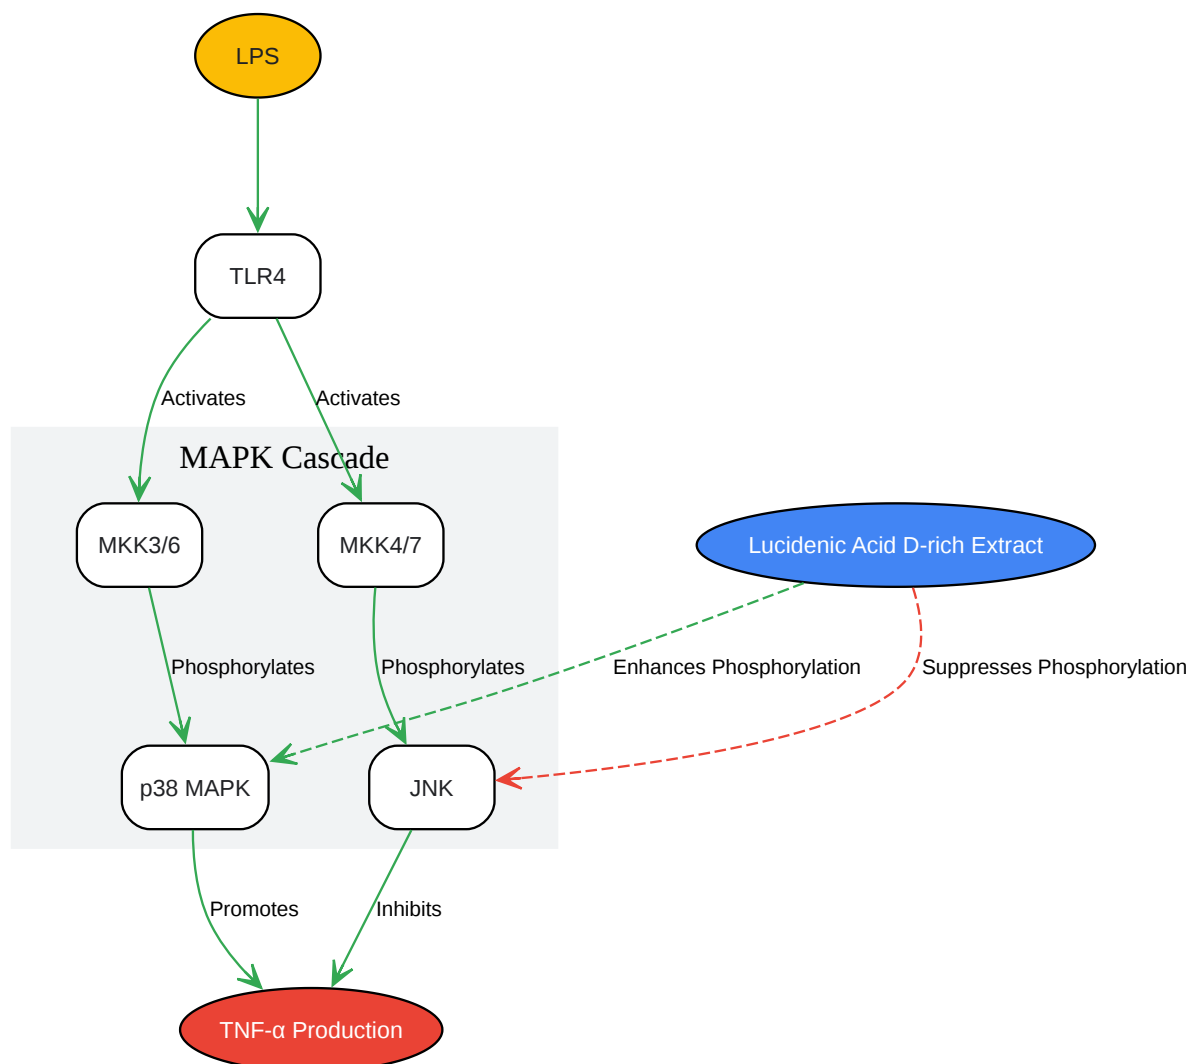 LPS
TLR4
Activates
Activates
MAPK Cascade
MKK3/6
MKK4/7
Lucidenic Acid D-rich Extract
Phosphorylates
Phosphorylates
Enhances Phosphorylation
Suppresses Phosphorylation
p38 MAPK
JNK
Promotes
Inhibits
TNF-α Production